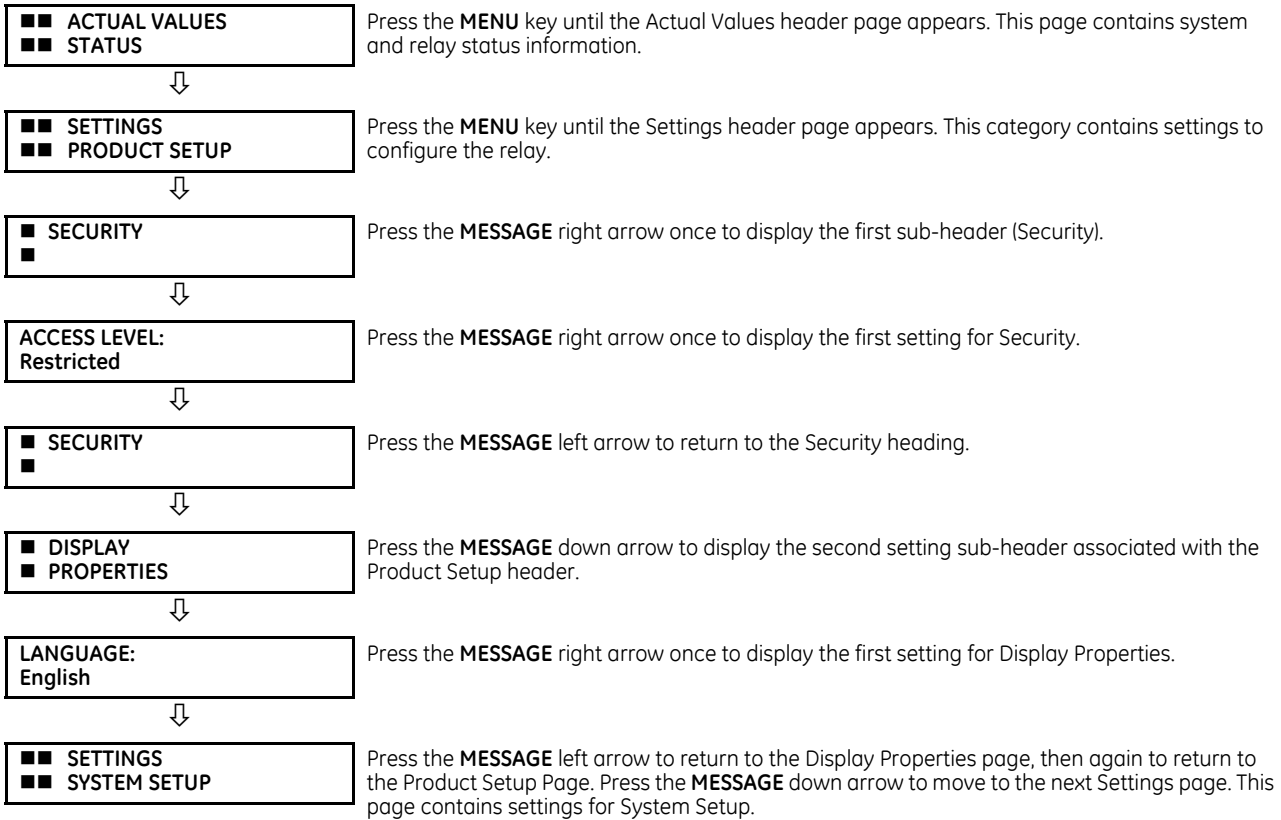 ■■ ACTUAL VALUES
■■ STATUS
Press the MENU key until the Actual Values header page appears. This page contains system
and relay status information.
⇩
■■ SETTINGS
■■ PRODUCT SETUP
Press the MENU key until the Settings header page appears. This category contains settings to
configure the relay.
⇩
■ SECURITY
■
Press the MESSAGE right arrow once to display the first sub-header (Security).
⇩
ACCESS LEVEL:
Restricted
Press the MESSAGE right arrow once to display the first setting for Security.
⇩
■ SECURITY
■
Press the MESSAGE left arrow to return to the Security heading.
⇩
■ DISPLAY
■ PROPERTIES
Press the MESSAGE down arrow to display the second setting sub-header associated with the
Product Setup header.
⇩
LANGUAGE:
English
Press the MESSAGE right arrow once to display the first setting for Display Properties.
⇩
■■ SETTINGS
■■ SYSTEM SETUP
Press the MESSAGE left arrow to return to the Display Properties page, then again to return to
the Product Setup Page. Press the MESSAGE down arrow to move to the next Settings page. This
page contains settings for System Setup.